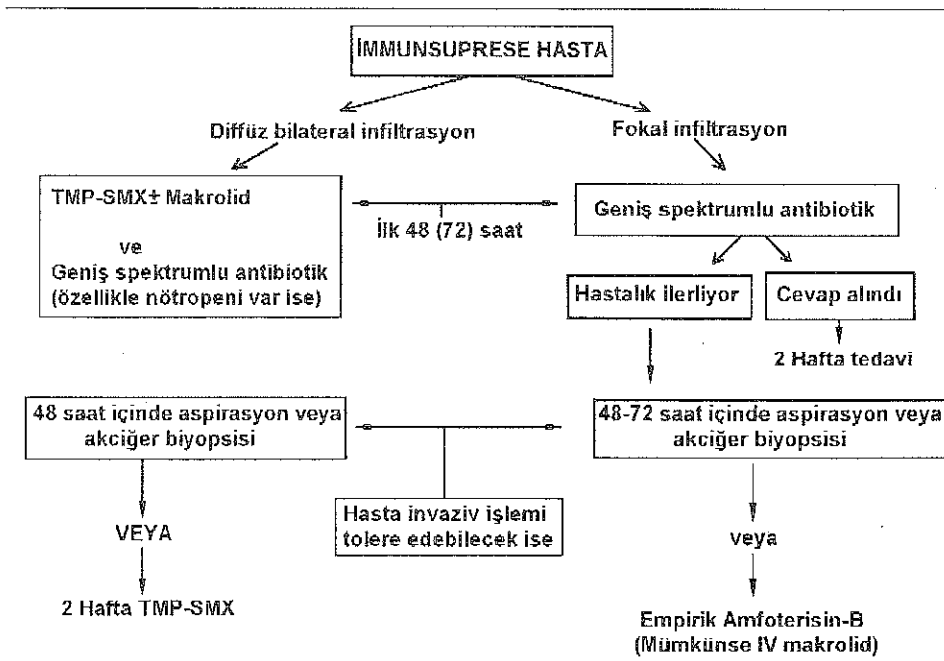 İMMUNSUPRESE HASTA
Diffüz bilateral infiltrasyon
Fokal infiltrasyon
TMP-SMX± Makrolid
ve
Geniş spektrumlu antibiotik
(özellikle nötropeni var ise)
İlk 48 (72) saat
Geniş spektrumlu antibiotik
Hastalık ilerliyor
Cevap alındı
2 Hafta tedavi
48 saat içinde aspirasyon veya
akciğer biyopsisi
48-72 saat içinde aspirasyon veya
akciğer biyopsisi
Hasta invaziv işlemi
tolere edebilecek ise
VEYA
veya
2 Hafta TMP-SMX
Empirik Amfoterisin-B
(Mümkünse IV makrolid)